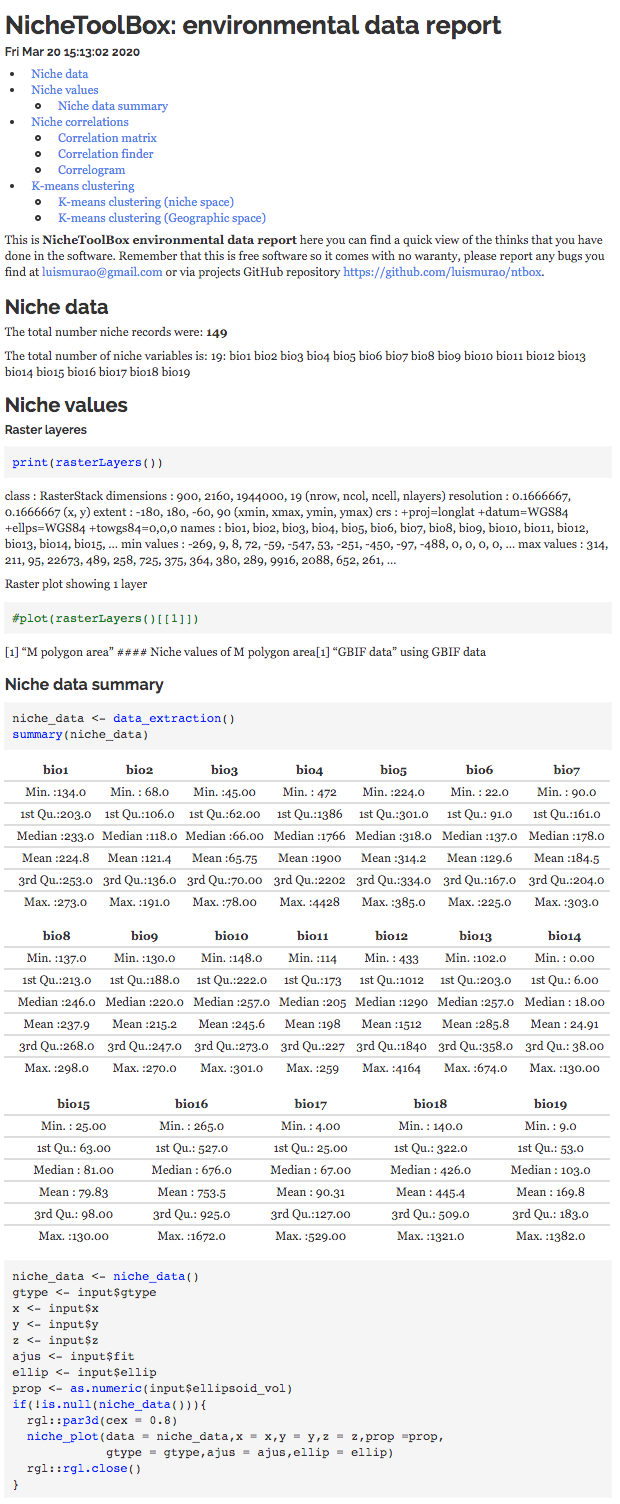 NicheToolBox: environmental data report
Fri Mar 20 15:13:02 2020
• Niche data
• Niche values
Niche data summary
• Niche correlations
Correlation matrix
Correlation finder
Correlogram
• K-means clustering
K-means clustering (niche space)
K-means clustering (Geographic space)
This is NicheToolBox environmental data report here you can find a quick view of the thinks that you have
done in the software. Remember that this is free software so it comes with no waranty, please report any bugs you
find at luismurao@gmail.com or via projects GitHub repository https://github.com/luismurao/ntbox.
Niche data
The total number niche records were: 149
The total number of niche variables is: 19: bio1 bio2 bio3 bio4 bio5 bio6 bio7 bio8 bio9 bio10 bio11 bio12 bio13
bio14 bio15 bio16 bio17 bio18 bio19
Niche values
Raster layeres
print(rasterLayers())
class : RasterStack dimensions : 900, 2160, 1944000, 19 (nrow, ncol, ncell, nlayers) resolution : 0.1666667,
0.1666667 (x, y) extent : -180, 180, -60, 90 (xmin, xmax, ymin, ymax) crs : +proj=longlat +datum=WGS84
+ellps=WGS84 +towgs84=0,0,0 names : bio1, bio2, bio3, bio4, bio5, bio6, bio7, bio8, bio9, bio10, bio11, bio12,
bio13, bio14, bio15, ... min values : -269, 9, 8, 72, -59, -547, 53, -251, -450, -97, -488, 0, 0, 0, 0, ... max values : 314,
211, 95, 22673, 489, 258, 725, 375, 364, 380, 289, 9916, 2088, 652, 261, ...
Raster plot showing 1 layer
#plot(rasterLayers()[[1]])
[1] “M polygon area” #### Niche values of M polygon area[1] “GBIF data” using GBIF data
Niche data summary
niche_data <- data_extraction()
summary(niche_data)
bio1 bio2 bio3 bio4 bio5 bio6 bio7
Min. :134.0 Min. : 68.0 Min. :45.00 Min. : 472 Min. :224.0 Min. : 22.0 Min. : 90.0
1st Qu.:203.0 1st Qu.:106.0 1st Qu.:62.00 1st Qu.:1386 1st Qu.:301.0 1st Qu.: 91.0 1st Qu.:161.0
Median :233.0 Median :118.0 Median :66.00 Median :1766 Median :318.0 Median :137.0 Median :178.0
Mean :224.8 Mean :121.4 Mean :65.75 Mean :1900 Mean :314.2 Mean :129.6 Mean :184.5
3rd Qu.:253.0 3rd Qu.:136.0 3rd Qu.:70.00 3rd Qu.:2202 3rd Qu.:334.0 3rd Qu.:167.0 3rd Qu.:204.0
Max. :273.0 Max. :191.0 Max. :78.00 Max. :4428 Max. :385.0 Max. :225.0 Max. :303.0
bio8 bio9 bio10 bio11 bio12 bio13 bio14
Min. :137.0 Min. :130.0 Min. :148.0 Min. :114 Min. : 433 Min. :102.0 Min. : 0.00
1st Qu.:213.0 1st Qu.:188.0 1st Qu.:222.0 1st Qu.:173 1st Qu.:1012 1st Qu.:203.0 1st Qu.: 6.00
Median :246.0 Median :220.0 Median :257.0 Median :205 Median :1290 Median :257.0 Median : 18.00
Mean :237.9 Mean :215.2 Mean :245.6 Mean :198 Mean :1512 Mean :285.8 Mean : 24.91
3rd Qu.:268.0 3rd Qu.:247.0 3rd Qu.:273.0 3rd Qu.:227 3rd Qu.:1840 3rd Qu.:358.0 3rd Qu.: 38.00
Max. :298.0 Max. :270.0 Max. :301.0 Max. :259 Max. :4164 Max. :674.0 Max. :130.00
bio15 bio16 bio17 bio18 bio19
Min. : 25.00 Min. : 265.0 Min. : 4.00 Min. : 140.0 Min. : 9.0
1st Qu.: 63.00 1st Qu.: 527.0 1st Qu.: 25.00 1st Qu.: 322.0 1st Qu.: 53.0
Median : 81.00 Median : 676.0 Median : 67.00 Median : 426.0 Median : 103.0
Mean : 79.83 Mean : 753.5 Mean : 90.31 Mean : 445.4 Mean : 169.8
3rd Qu.: 98.00 3rd Qu.: 925.0 3rd Qu.:127.00 3rd Qu.: 509.0 3rd Qu.: 183.0
Max. :130.00 Max. :1672.0 Max. :529.00 Max. :1321.0 Max. :1382.0
niche_data <- niche_data()
gtype <- input$gtype
x <- input$x
y <- input$y
z <- input$z
ajus <- input$fit
ellip <- input$ellip
prop <- as.numeric(input$ellipsoid_vol)
if(!is.null(niche_data())){
rgl::par3d(cex = 0.8)
niche_plot(data = niche_data,x = x,y = y,z = z,prop =prop,
gtype = gtype,ajus = ajus,ellip = ellip)
rgl::rgl.close()
}